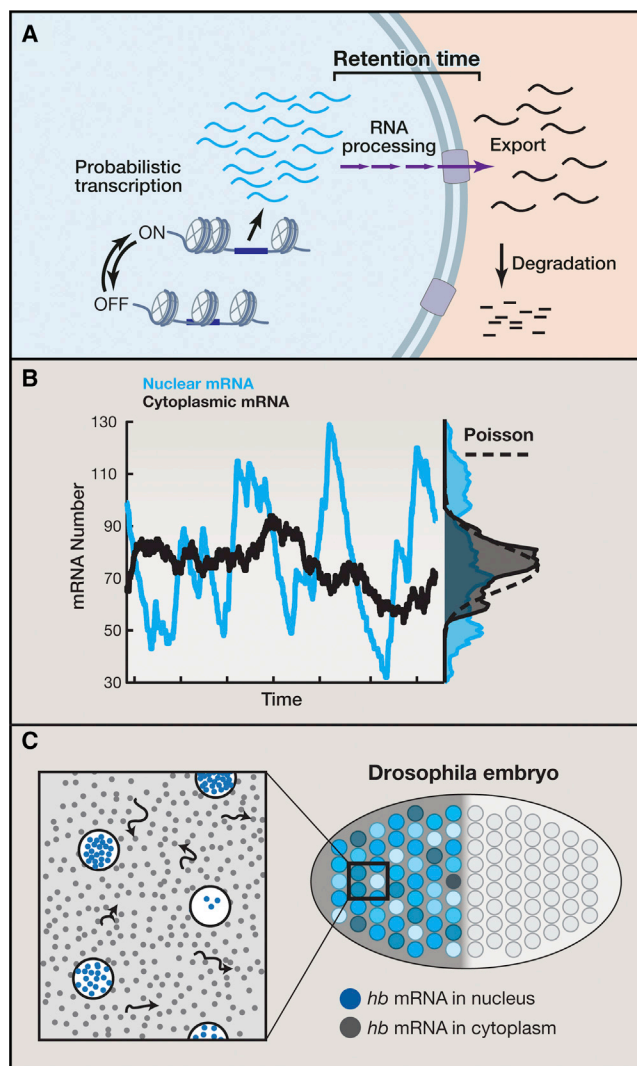 A
Retention time
RNA
processing
Export
Probabilistic
transcription
ON
OFF
Degradation
B
Nuclear mRNA
Cytoplasmic mRNA
Poisson
mRNA Number
130
110
90
70
50
30
Time
C
Drosophila embryo
hb mRNA in nucleus
hb mRNA in cytoplasm